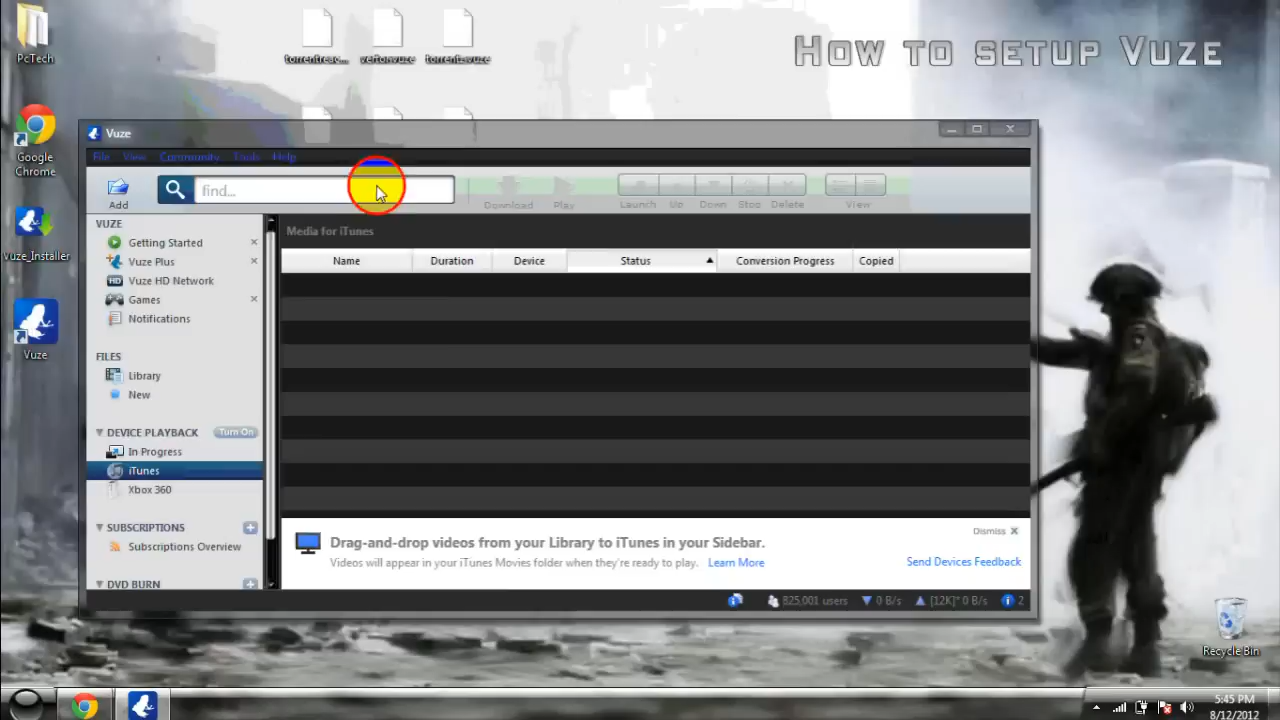 PcTech
torrentreac...
vertorvuze
torrentz.vuze
How to setup Vuze
Google
Chrome
Vuze_Installer
Vuze
Vuze
File View Community Tools Help
Add
find...
Download Play Launch Up Down Stop Delete View
VUZE
Getting Started
Vuze Plus
HD Vuze HD Network
Games
Notifications
FILES
Library
New
DEVICE PLAYBACK Turn On
In Progress
iTunes
Xbox 360
SUBSCRIPTIONS
Subscriptions Overview
DVD BURN
Media for iTunes
Name Duration Device Status Conversion Progress Copied
Dismiss
Drag-and-drop videos from your Library to iTunes in your Sidebar.
Videos will appear in your iTunes Movies folder when they're ready to play. Learn More
Send Devices Feedback
825,001 users 0 B/s [12K]* 0 B/s 2
Recycle Bin
5:45 PM
8/12/2012